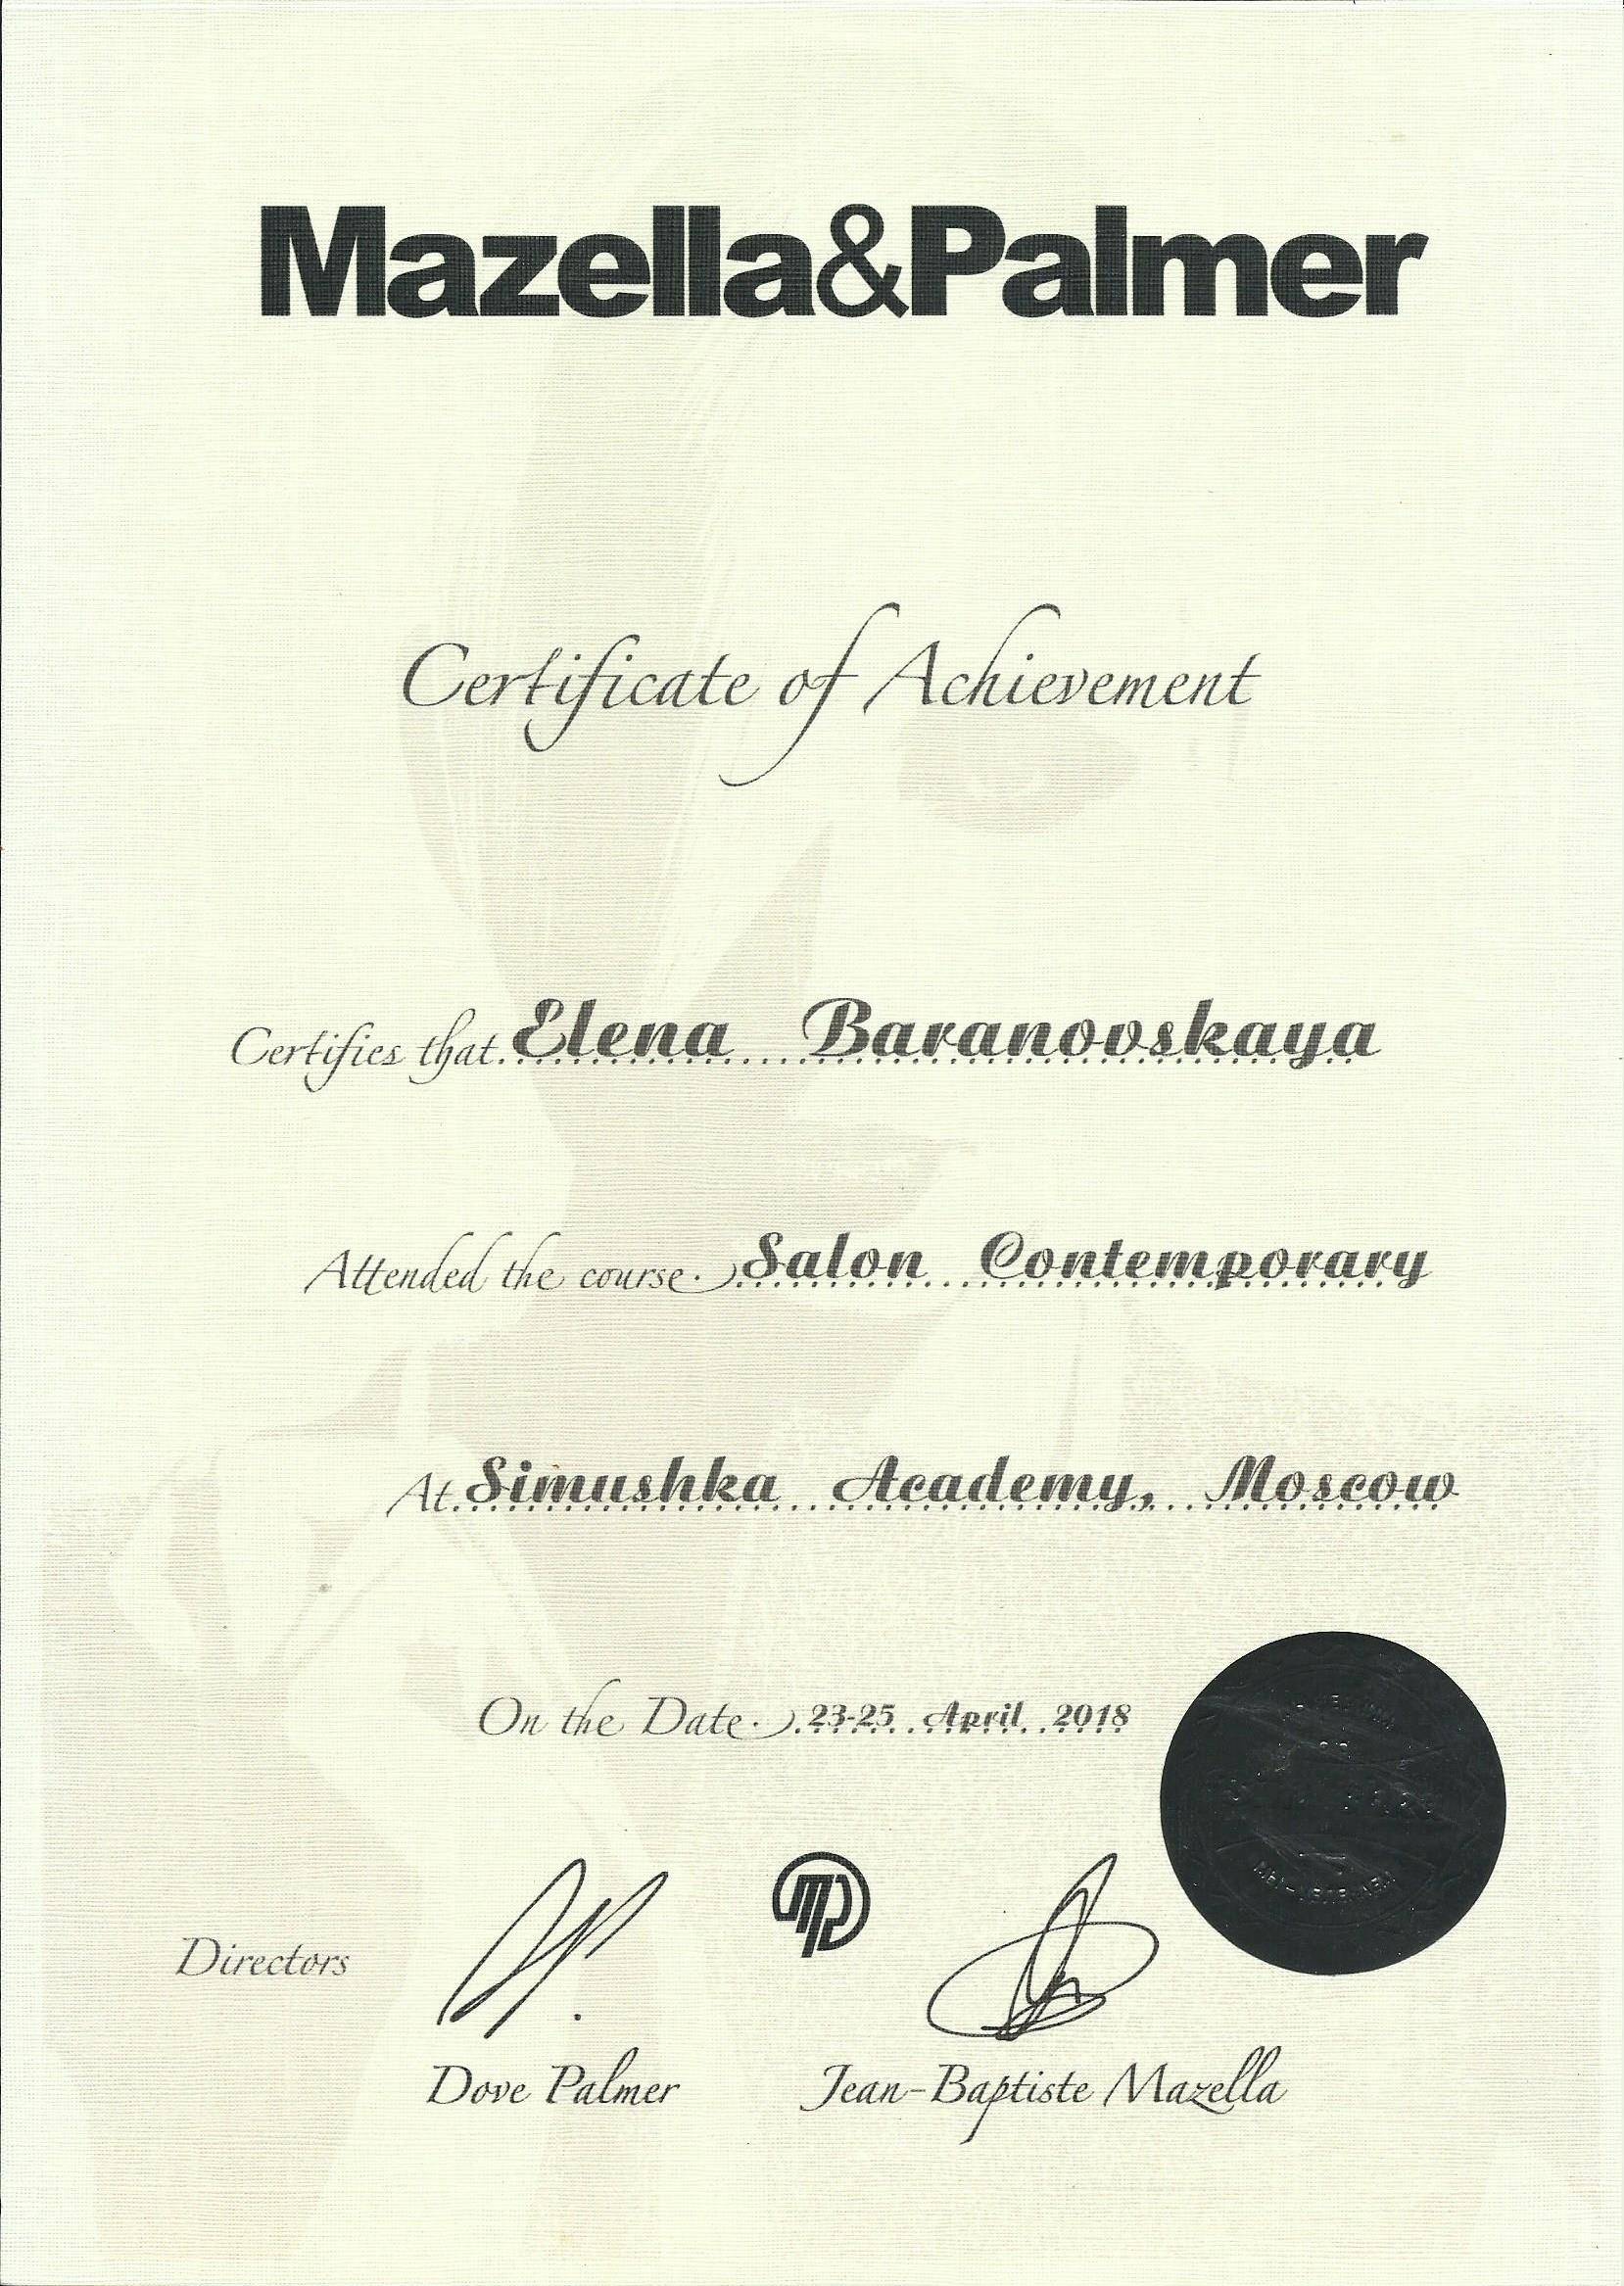 Mazella&Palmer
Certificate of Achievement
Certifies that Elena Baranovskaya
Attended the course. Salon Contemporary
At Simushka Academy, Moscow
On the Date. 23-25 April 2018
Directors
Dove Palmer
Jean-Baptiste Mazella